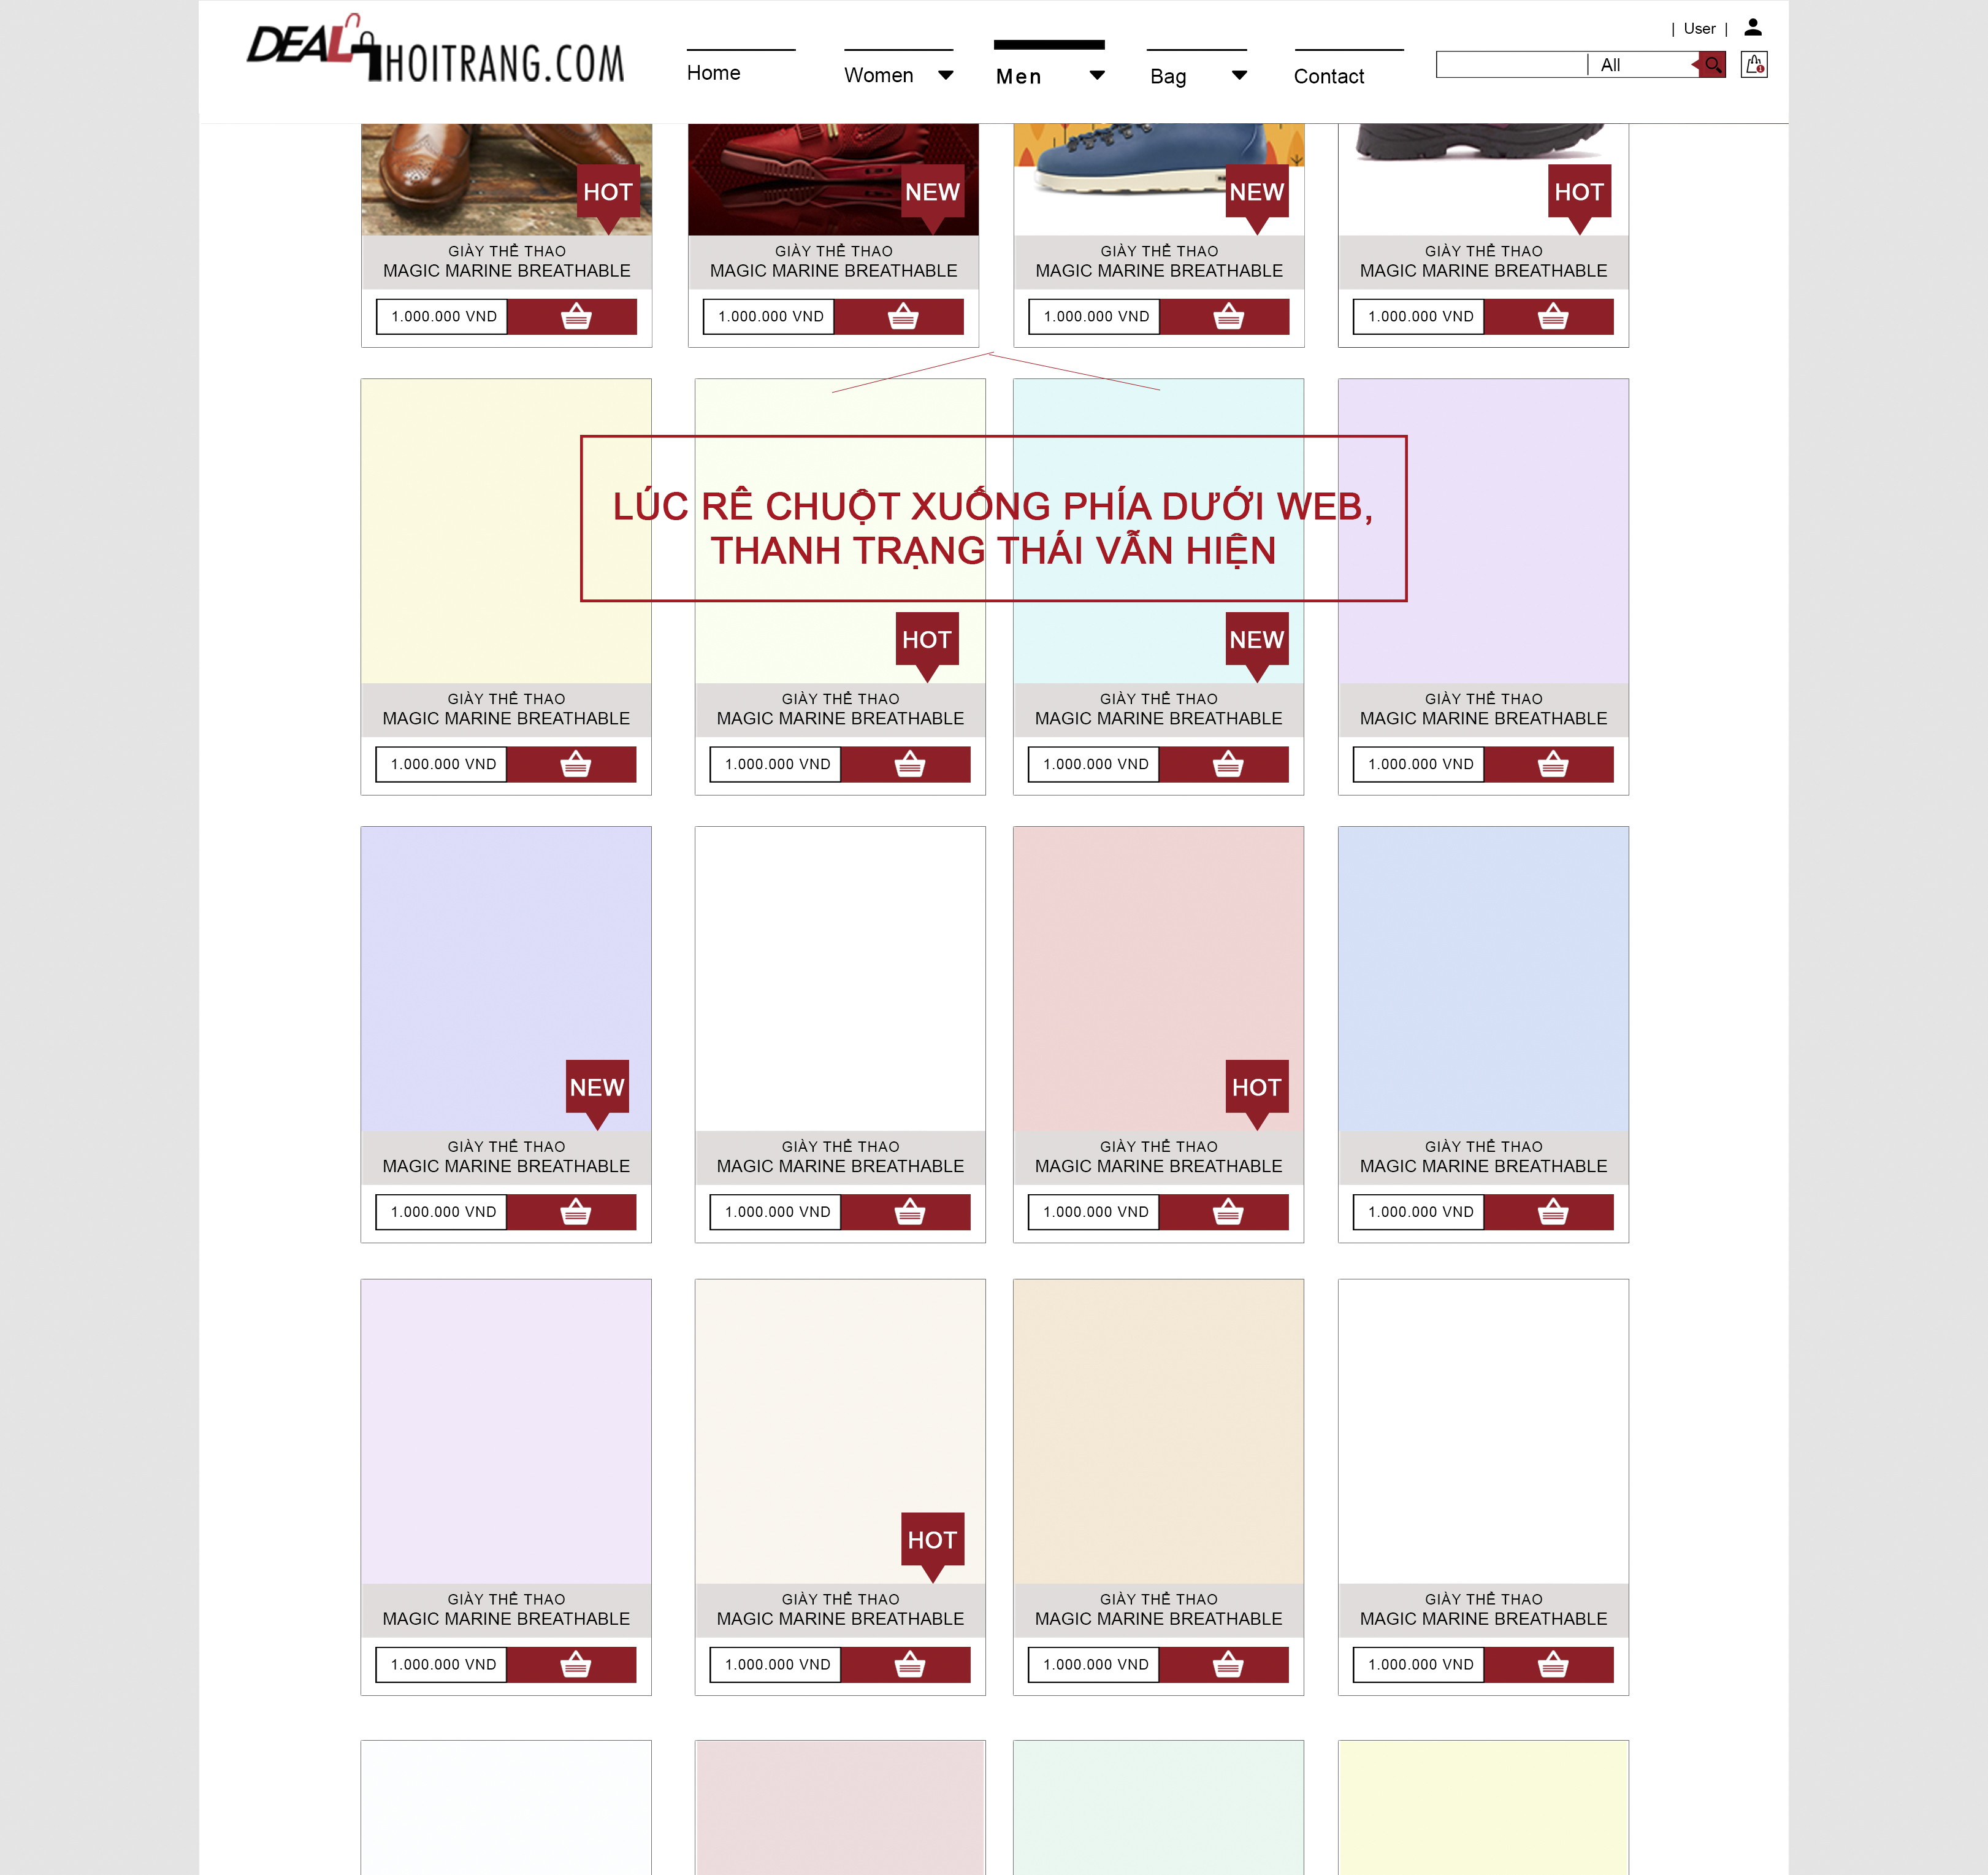 DEAL THOITRANG.COM
Home
Women
Men
Bag
Contact
| User |
All
1
HOT
NEW
NEW
HOT
GIÀY THỂ THAO
MAGIC MARINE BREATHABLE
GIÀY THỂ THAO
MAGIC MARINE BREATHABLE
GIÀY THỂ THAO
MAGIC MARINE BREATHABLE
GIÀY THỂ THAO
MAGIC MARINE BREATHABLE
1.000.000 VND
1.000.000 VND
1.000.000 VND
1.000.000 VND
LÚC RÊ CHUỘT XUỐNG PHÍA DƯỚI WEB,
THANH TRẠNG THÁI VẪN HIỆN
HOT
NEW
GIÀY THỂ THAO
MAGIC MARINE BREATHABLE
GIÀY THỂ THAO
MAGIC MARINE BREATHABLE
GIÀY THỂ THAO
MAGIC MARINE BREATHABLE
GIÀY THỂ THAO
MAGIC MARINE BREATHABLE
1.000.000 VND
1.000.000 VND
1.000.000 VND
1.000.000 VND
NEW
HOT
GIÀY THỂ THAO
MAGIC MARINE BREATHABLE
GIÀY THỂ THAO
MAGIC MARINE BREATHABLE
GIÀY THỂ THAO
MAGIC MARINE BREATHABLE
GIÀY THỂ THAO
MAGIC MARINE BREATHABLE
1.000.000 VND
1.000.000 VND
1.000.000 VND
1.000.000 VND
HOT
GIÀY THỂ THAO
MAGIC MARINE BREATHABLE
GIÀY THỂ THAO
MAGIC MARINE BREATHABLE
GIÀY THỂ THAO
MAGIC MARINE BREATHABLE
GIÀY THỂ THAO
MAGIC MARINE BREATHABLE
1.000.000 VND
1.000.000 VND
1.000.000 VND
1.000.000 VND